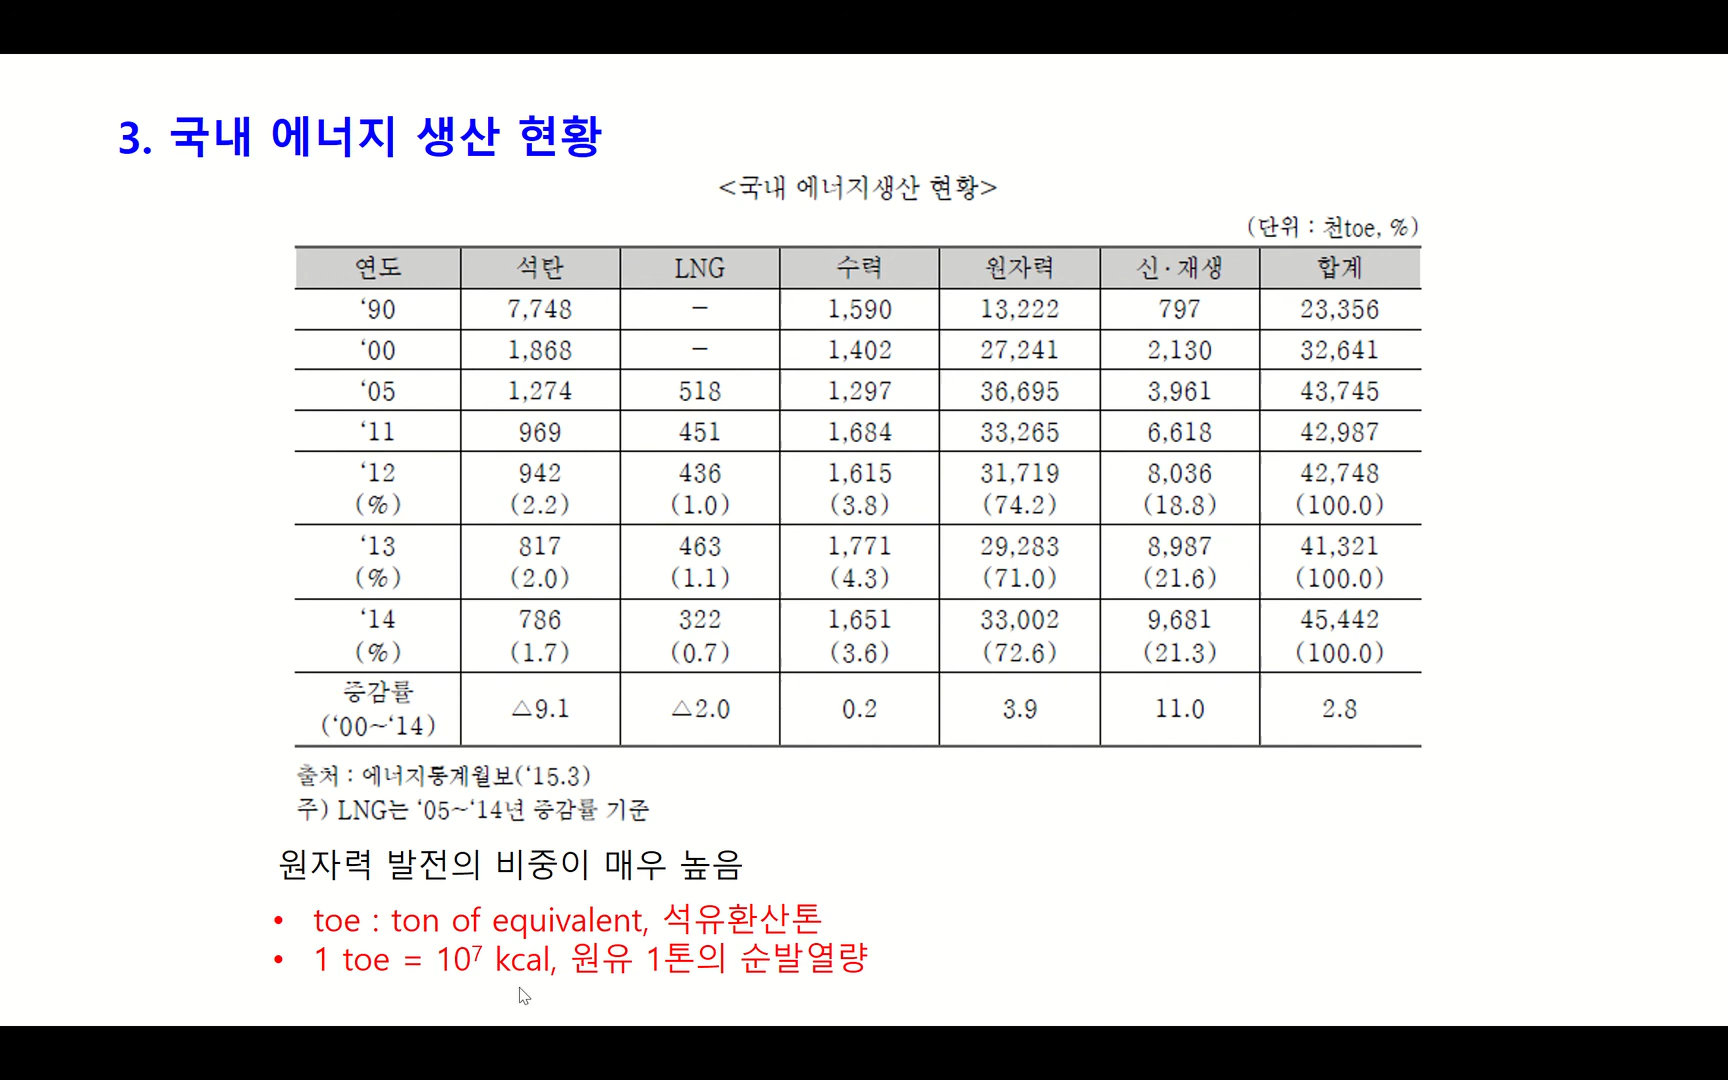 3. 국내 에너지 생산 현황
<국내 에너지생산 현황>
(단위 : 천toe, %)
연도 석탄 LNG 수력 원자력 신·재생 합계
‘90 7,748 − 1,590 13,222 797 23,356
‘00 1,868 − 1,402 27,241 2,130 32,641
‘05 1,274 518 1,297 36,695 3,961 43,745
‘11 969 451 1,684 33,265 6,618 42,987
‘12 942 436 1,615 31,719 8,036 42,748
(%) (2.2) (1.0) (3.8) (74.2) (18.8) (100.0)
‘13 817 463 1,771 29,283 8,987 41,321
(%) (2.0) (1.1) (4.3) (71.0) (21.6) (100.0)
‘14 786 322 1,651 33,002 9,681 45,442
(%) (1.7) (0.7) (3.6) (72.6) (21.3) (100.0)
증감률
(‘00~‘14) △9.1 △2.0 0.2 3.9 11.0 2.8
출처 : 에너지통계월보(‘15.3)
주) LNG는 ‘05~‘14년 증감률 기준
원자력 발전의 비중이 매우 높음
• toe : ton of equivalent, 석유환산톤
• 1 toe = 10⁷ kcal, 원유 1톤의 순발열량